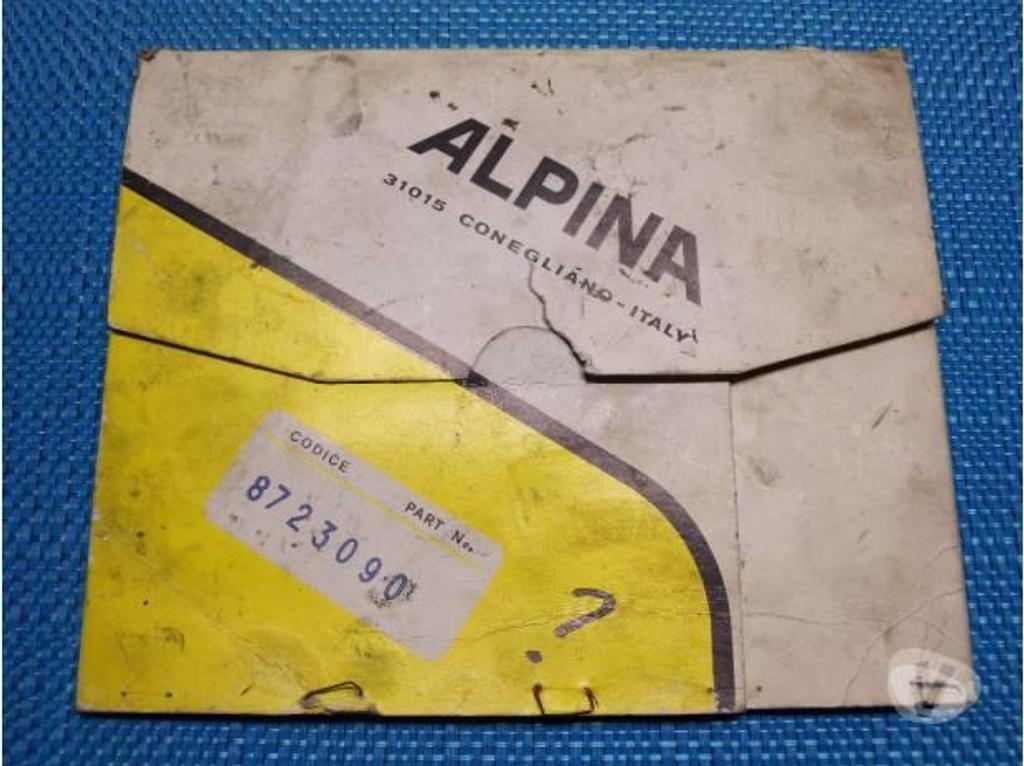 ALPINA
31015 CONEGLIANO - ITALY
CODICE
PART No.
8723090
?